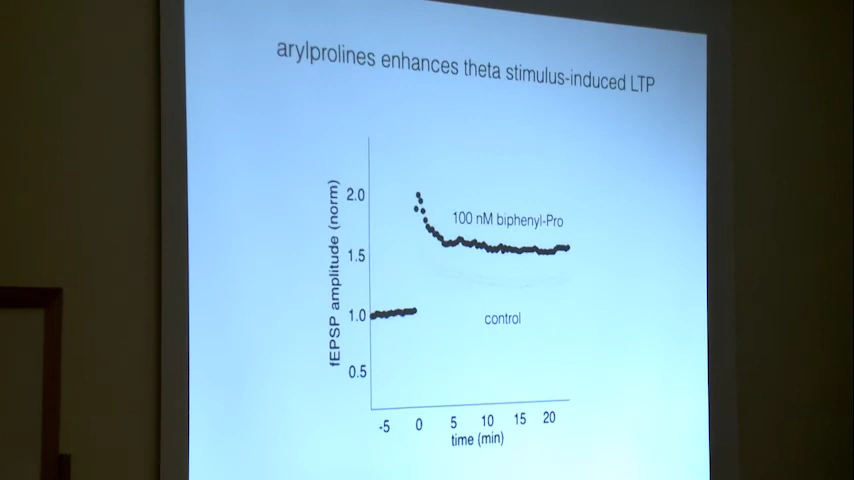 arylprolines enhances theta stimulus-induced LTP
fEPSP amplitude (norm)
2.0
1.5
1.0
0.5
100 nM biphenyl-Pro
control
-5 0 5 10 15 20
time (min)